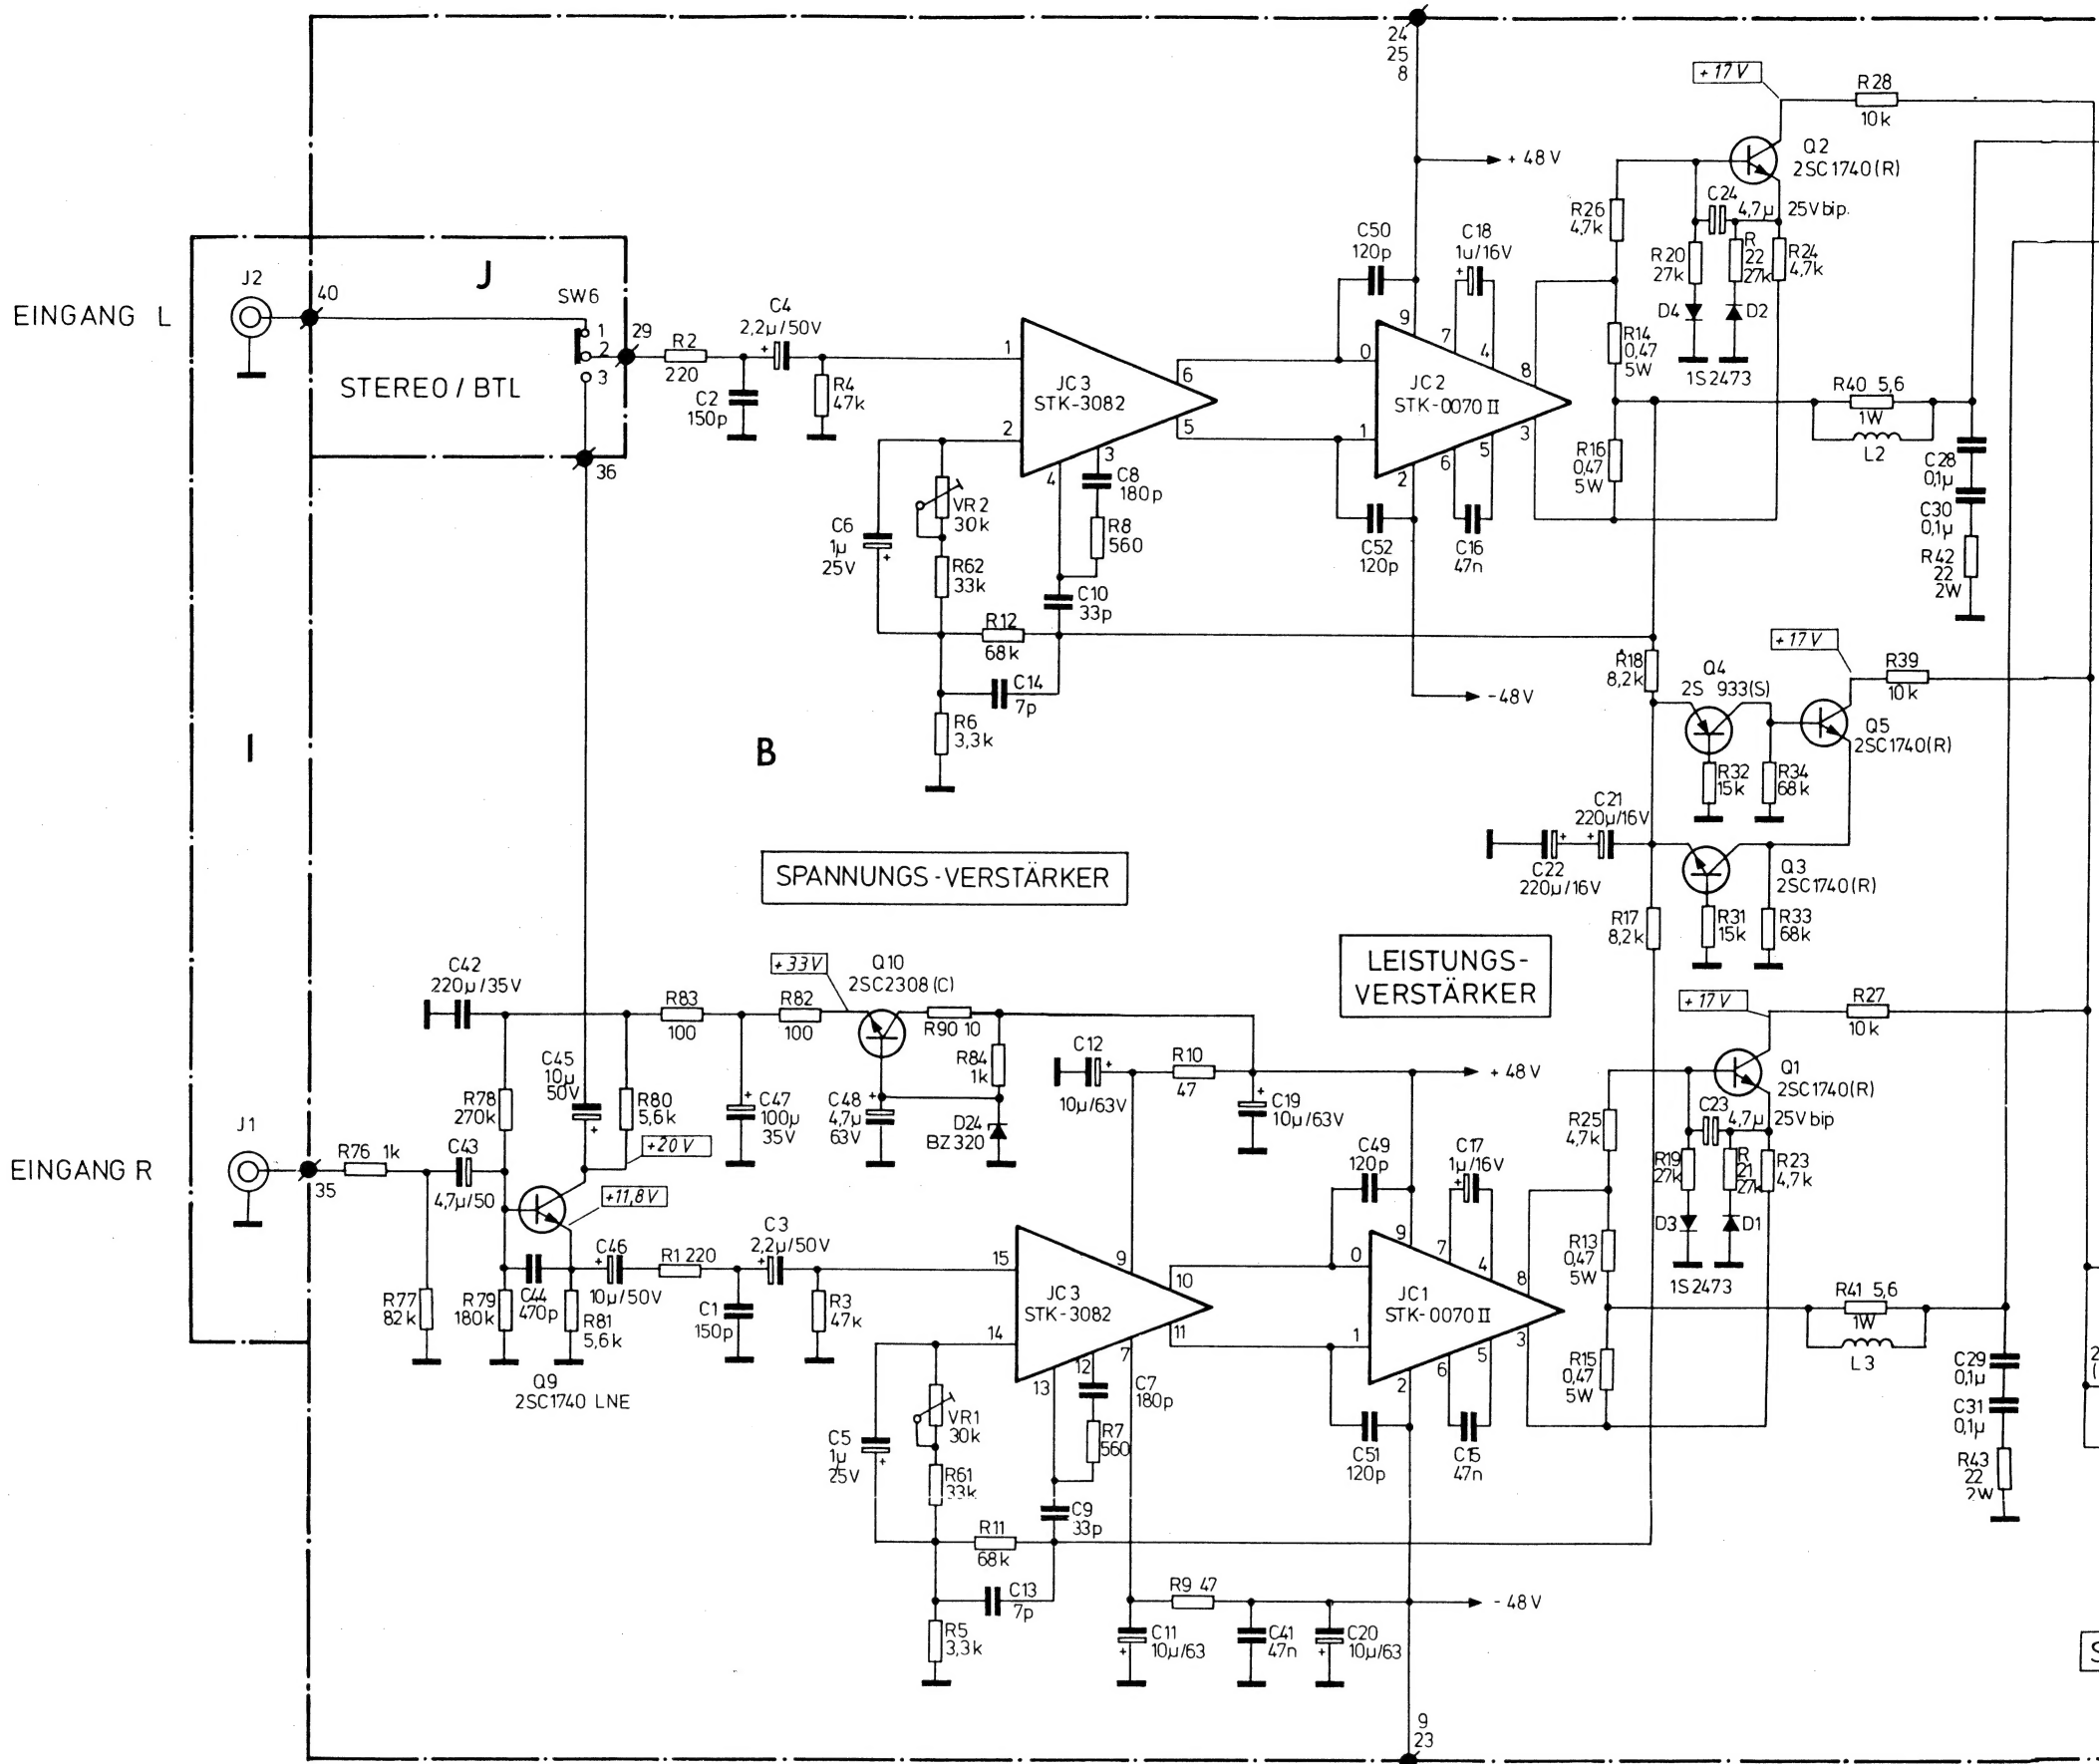 24
25
8
+17V
R28
10k
Q2
2SC1740(R)
+ 48V
C24
4,7µ 25Vbip.
R26
4,7k
R20
27k
R
22
27k
R24
4,7k
D4
D2
1S2473
C50
120p
C18
1u/16V
+
J2
40
J
SW6
EINGANG L
1
2
3
29
STEREO / BTL
36
R2
220
C4
2,2µ/50V
+
C2
150p
R4
47k
1
2
JC3
STK-3082
6
5
3
4
0
1
9
7
4
8
3
5
6
2
JC2
STK-0070 II
R14
0,47
5W
R16
0,47
5W
R40 5,6
1W
L2
C28
0,1µ
C30
0,1µ
R42
22
2W
C6
1µ
25V
+
VR2
30k
R62
33k
C8
180p
R8
560
C10
33p
C52
120p
C16
47n
R12
68k
C14
7p
R6
3,3k
-48V
B
I
R18
8,2k
Q4
2S 933(S)
+17V
R39
10k
Q5
2SC1740(R)
R32
15k
R34
68k
C21
220µ/16V
+
+
C22
220µ/16V
Q3
2SC1740(R)
R17
8,2k
R31
15k
R33
68k
SPANNUNGS-VERSTÄRKER
LEISTUNGS-
VERSTÄRKER
C42
220µ/35V
R83
100
R82
100
+33V
Q10
2SC2308(C)
R90 10
R84
1k
C45
10µ
50V
+
R78
270k
R80
5,6k
C47
100µ
35V
+
C48
4,7µ
63V
+
D24
BZ320
C12
10µ/63V
+
R10
47
C19
10µ/63V
+
+ 48V
+17V
R27
10k
Q1
2SC1740(R)
C23
4,7µ 25Vbip
R25
4,7k
R19
27k
R
21
27k
R23
4,7k
D3
D1
1S2473
J1
EINGANG R
35
R76 1k
C43
4,7µ/50
+20V
+11,8V
R77
82k
R79
180k
C44
470p
R81
5,6k
C46
10µ/50V
+
R1 220
C3
2,2µ/50V
+
C1
150p
R3
47k
Q9
2SC1740 LNE
15
14
JC3
STK-3082
9
10
11
7
12
13
C49
120p
C17
1µ/16V
+
0
1
9
7
4
8
3
5
6
2
JC1
STK-0070 II
R13
0,47
5W
R15
0,47
5W
R41 5,6
1W
L3
C29
0,1µ
C31
0,1µ
R43
22
2W
2
(
C5
1µ
25V
+
VR1
30k
R61
33k
C7
180p
R7
560
C9
33p
C51
120p
C15
47n
R11
68k
C13
7p
R5
3,3k
R9 47
- 48V
C11
10µ/63
+
C41
47n
C20
10µ/63
+
S
9
23